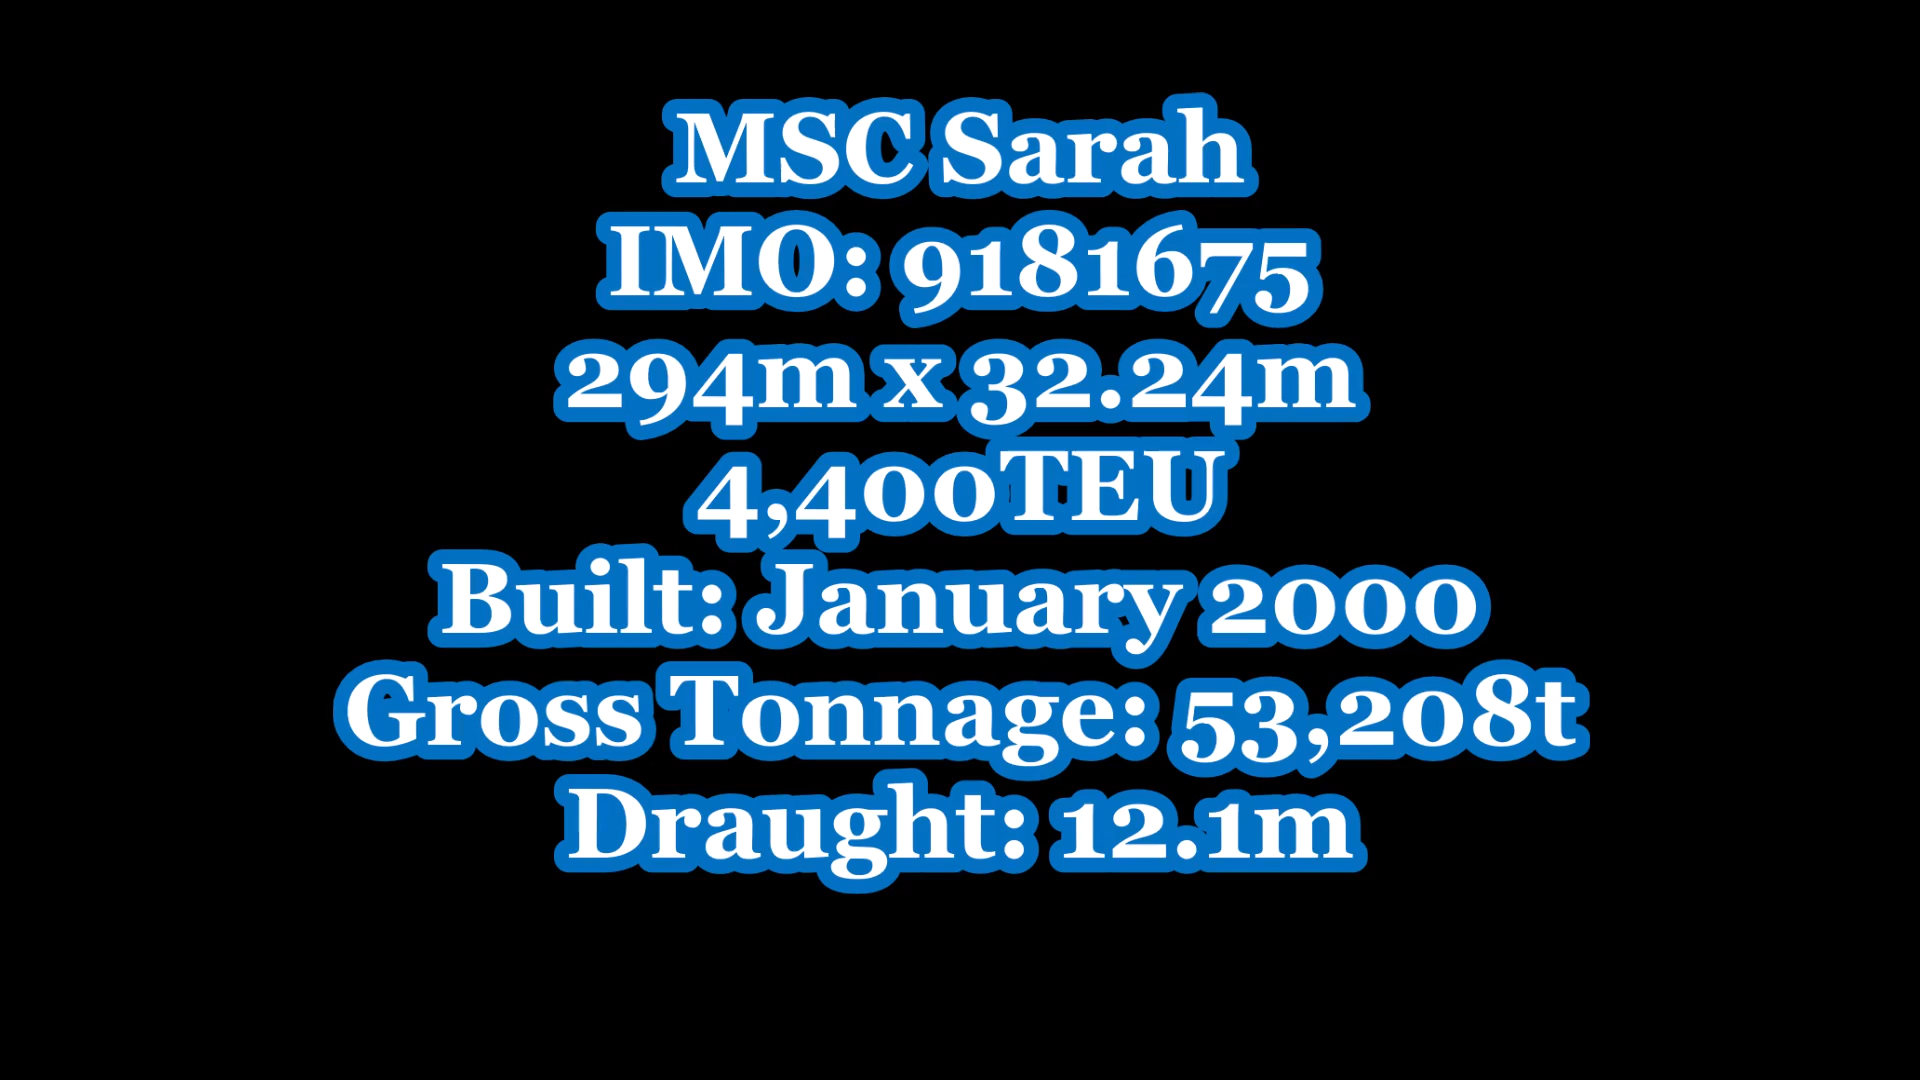 MSC Sarah
IMO: 9181675
294m x 32.24m
4,400TEU
Built: January 2000
Gross Tonnage: 53,208t
Draught: 12.1m